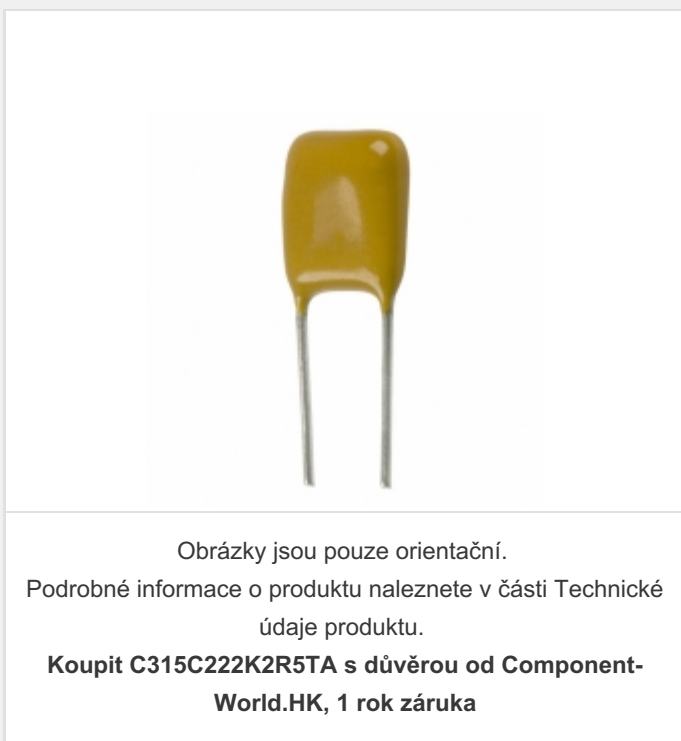 Obrázky jsou pouze orientační.
Podrobné informace o produktu naleznete v části Technické
údaje produktu.
Koupit C315C222K2R5TA s důvěrou od Component-
World.HK, 1 rok záruka